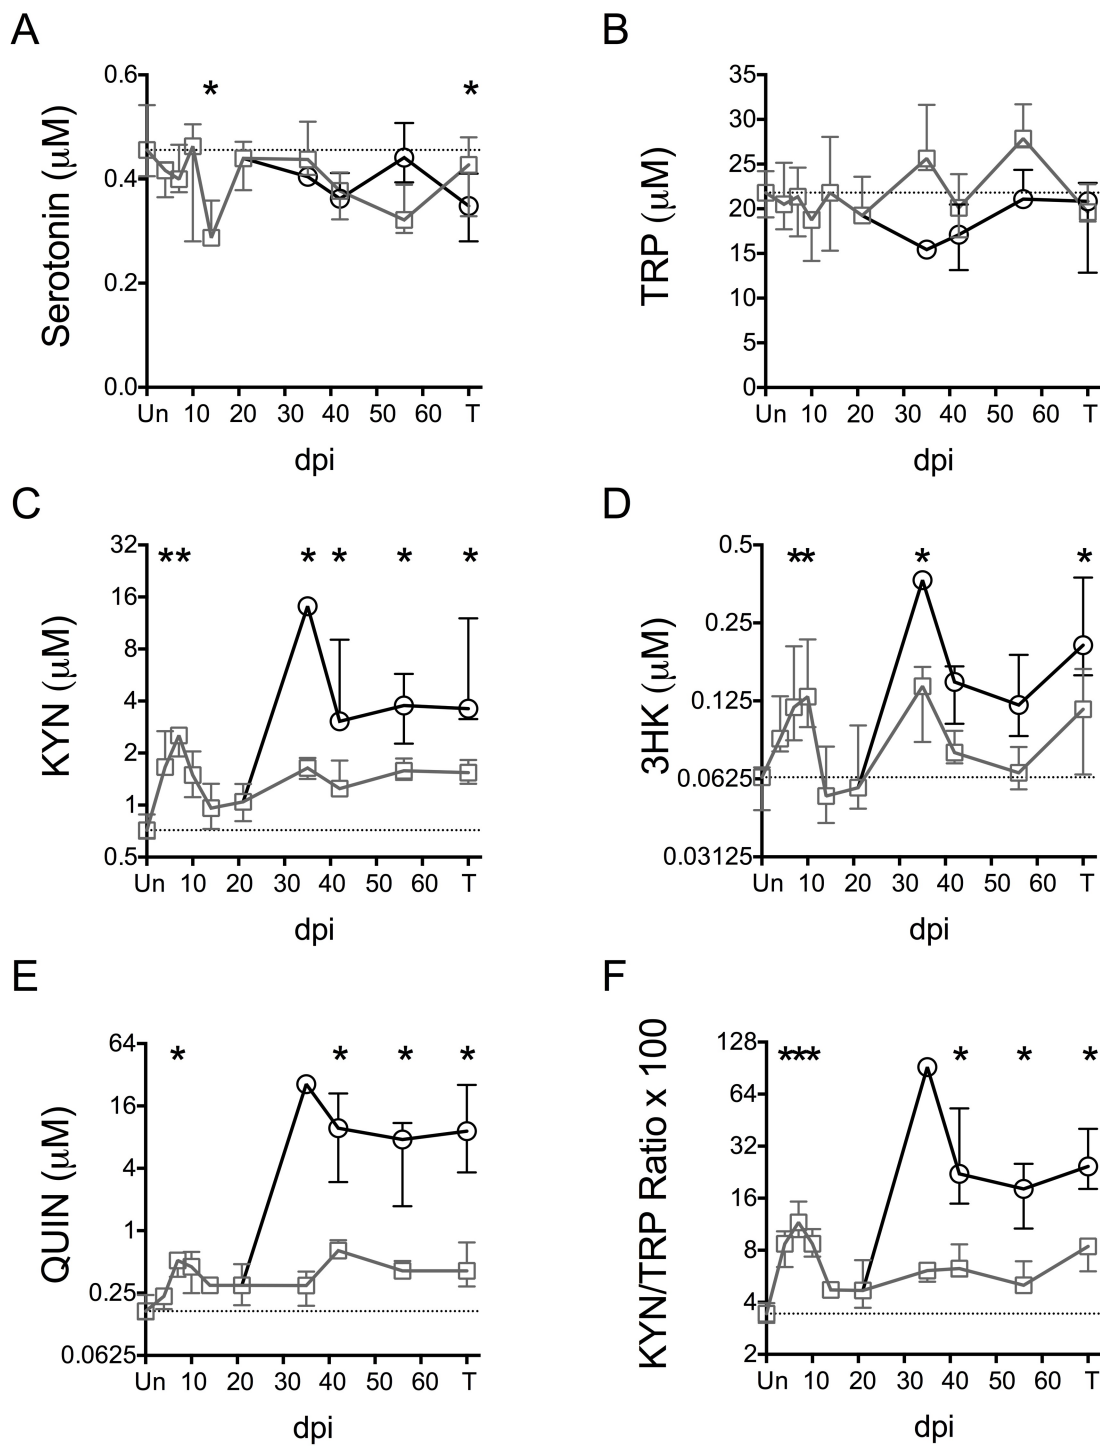 A
Serotonin (μM)
0.6
0.4
0.2
0.0
* *
Un 10 20 30 40 50 60 T
dpi
B
TRP (μM)
35
30
25
20
15
10
5
0
Un 10 20 30 40 50 60 T
dpi
C
KYN (μM)
32
16
8
4
2
1
0.5
** * * * *
Un 10 20 30 40 50 60 T
dpi
D
3HK (μM)
0.5
0.25
0.125
0.0625
0.03125
** * *
Un 10 20 30 40 50 60 T
dpi
E
QUIN (μM)
64
16
4
1
0.25
0.0625
* * * *
Un 10 20 30 40 50 60 T
dpi
F
KYN/TRP Ratio x 100
128
64
32
16
8
4
2
*** * * *
Un 10 20 30 40 50 60 T
dpi